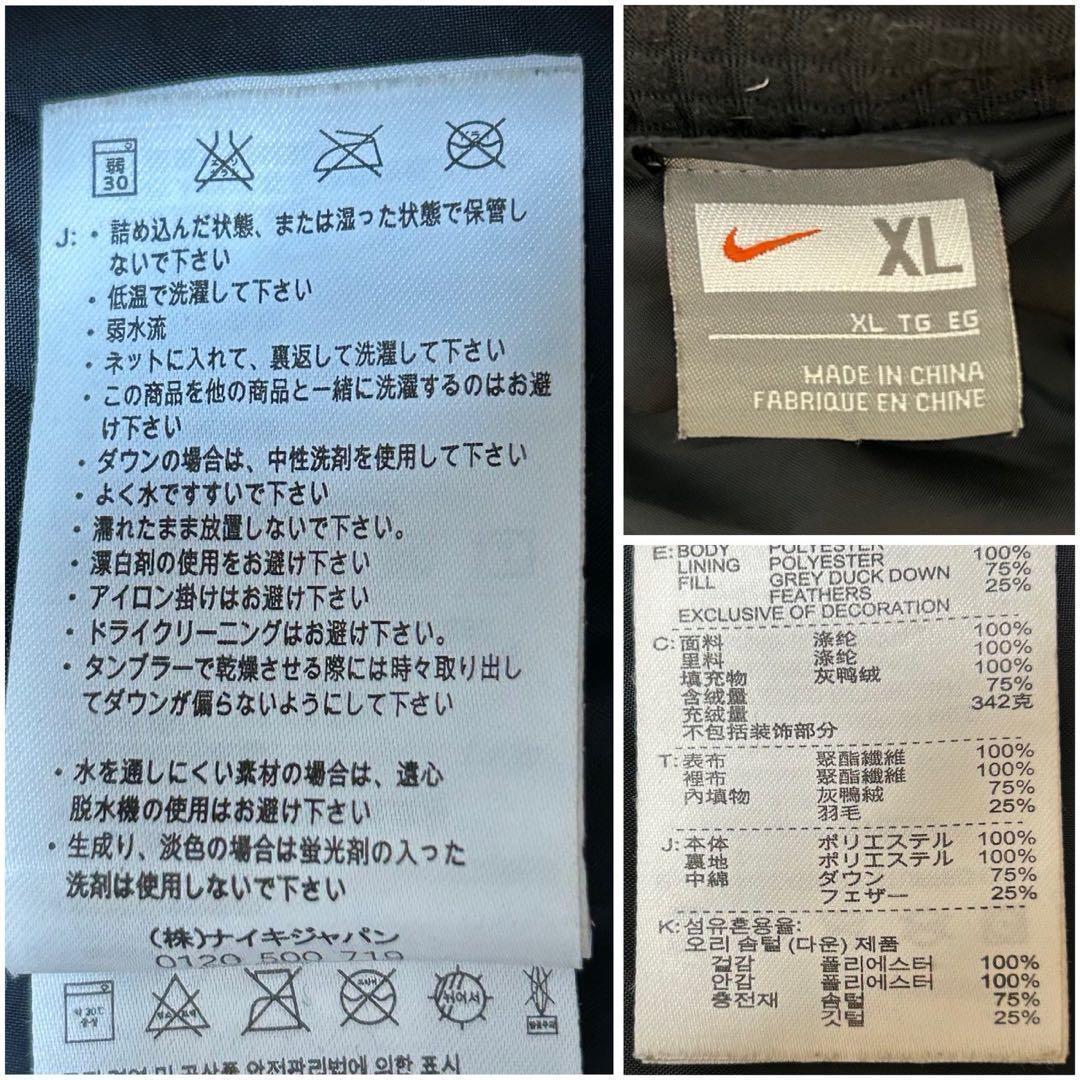 弱
30
エンソ
サラシ
ドライ
J: ・詰め込んだ状態、または湿った状態で保管し
ないで下さい
・低温で洗濯して下さい
・弱水流
・ネットに入れて、裏返して洗濯して下さい
・この商品を他の商品と一緒に洗濯するのはお避
け下さい
・ダウンの場合は、中性洗剤を使用して下さい
・よく水ですすいで下さい
・濡れたまま放置しないで下さい。
・漂白剤の使用をお避け下さい
・アイロン掛けはお避け下さい
・ドライクリーニングはお避け下さい。
・タンブラーで乾燥させる際には時々取り出し
てダウンが偏らないようにして下さい
・水を通しにくい素材の場合は、遠心
脱水機の使用はお避け下さい
・生成り、淡色の場合は蛍光剤の入った
洗剤は使用しないで下さい
(株)ナイキジャパン
0120 500 719
약 30℃
중성
XL
XL TG EG
MADE IN CHINA
FABRIQUE EN CHINE
E: BODY POLYESTER 100%
LINING POLYESTER 75%
FILL GREY DUCK DOWN 25%
FEATHERS
EXCLUSIVE OF DECORATION
C: 面料 涤纶 100%
里料 涤纶 100%
填充物 灰鸭绒 100%
含绒量 75%
充绒量 342克
不包括装饰部分
T: 表布 聚酯纖維 100%
裡布 聚酯纖維 100%
內填物 灰鴨絨 75%
羽毛 25%
J: 本体 ポリエステル 100%
裏地 ポリエステル 100%
中綿 ダウン 75%
フェザー 25%
K: 섬유혼용율:
오리 솜털 (다운) 제품
겉감 폴리에스터 100%
안감 폴리에스터 100%
충전재 솜털 75%
깃털 25%